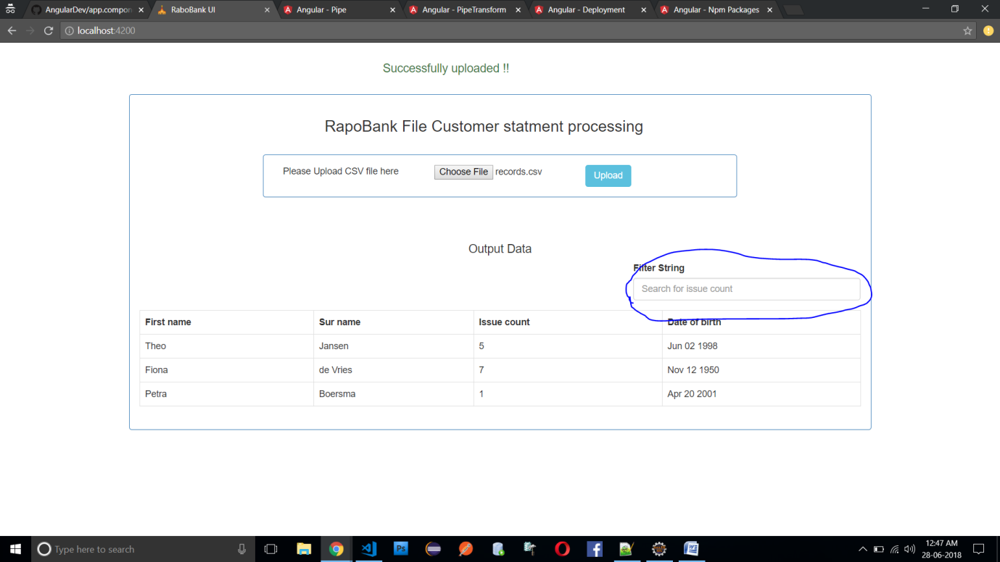 AngularDev/app.compon
RaboBank UI
Angular - Pipe
Angular - PipeTransform
Angular - Deployment
Angular - Npm Packages
localhost:4200
Successfully uploaded !!
RapoBank File Customer statment processing
Please Upload CSV file here
Choose File records.csv
Upload
Output Data
Filter String
Search for issue count
First name Sur name Issue count Date of birth
Theo Jansen 5 Jun 02 1998
Fiona de Vries 7 Nov 12 1950
Petra Boersma 1 Apr 20 2001
Type here to search
Ps
12:47 AM
28-06-2018